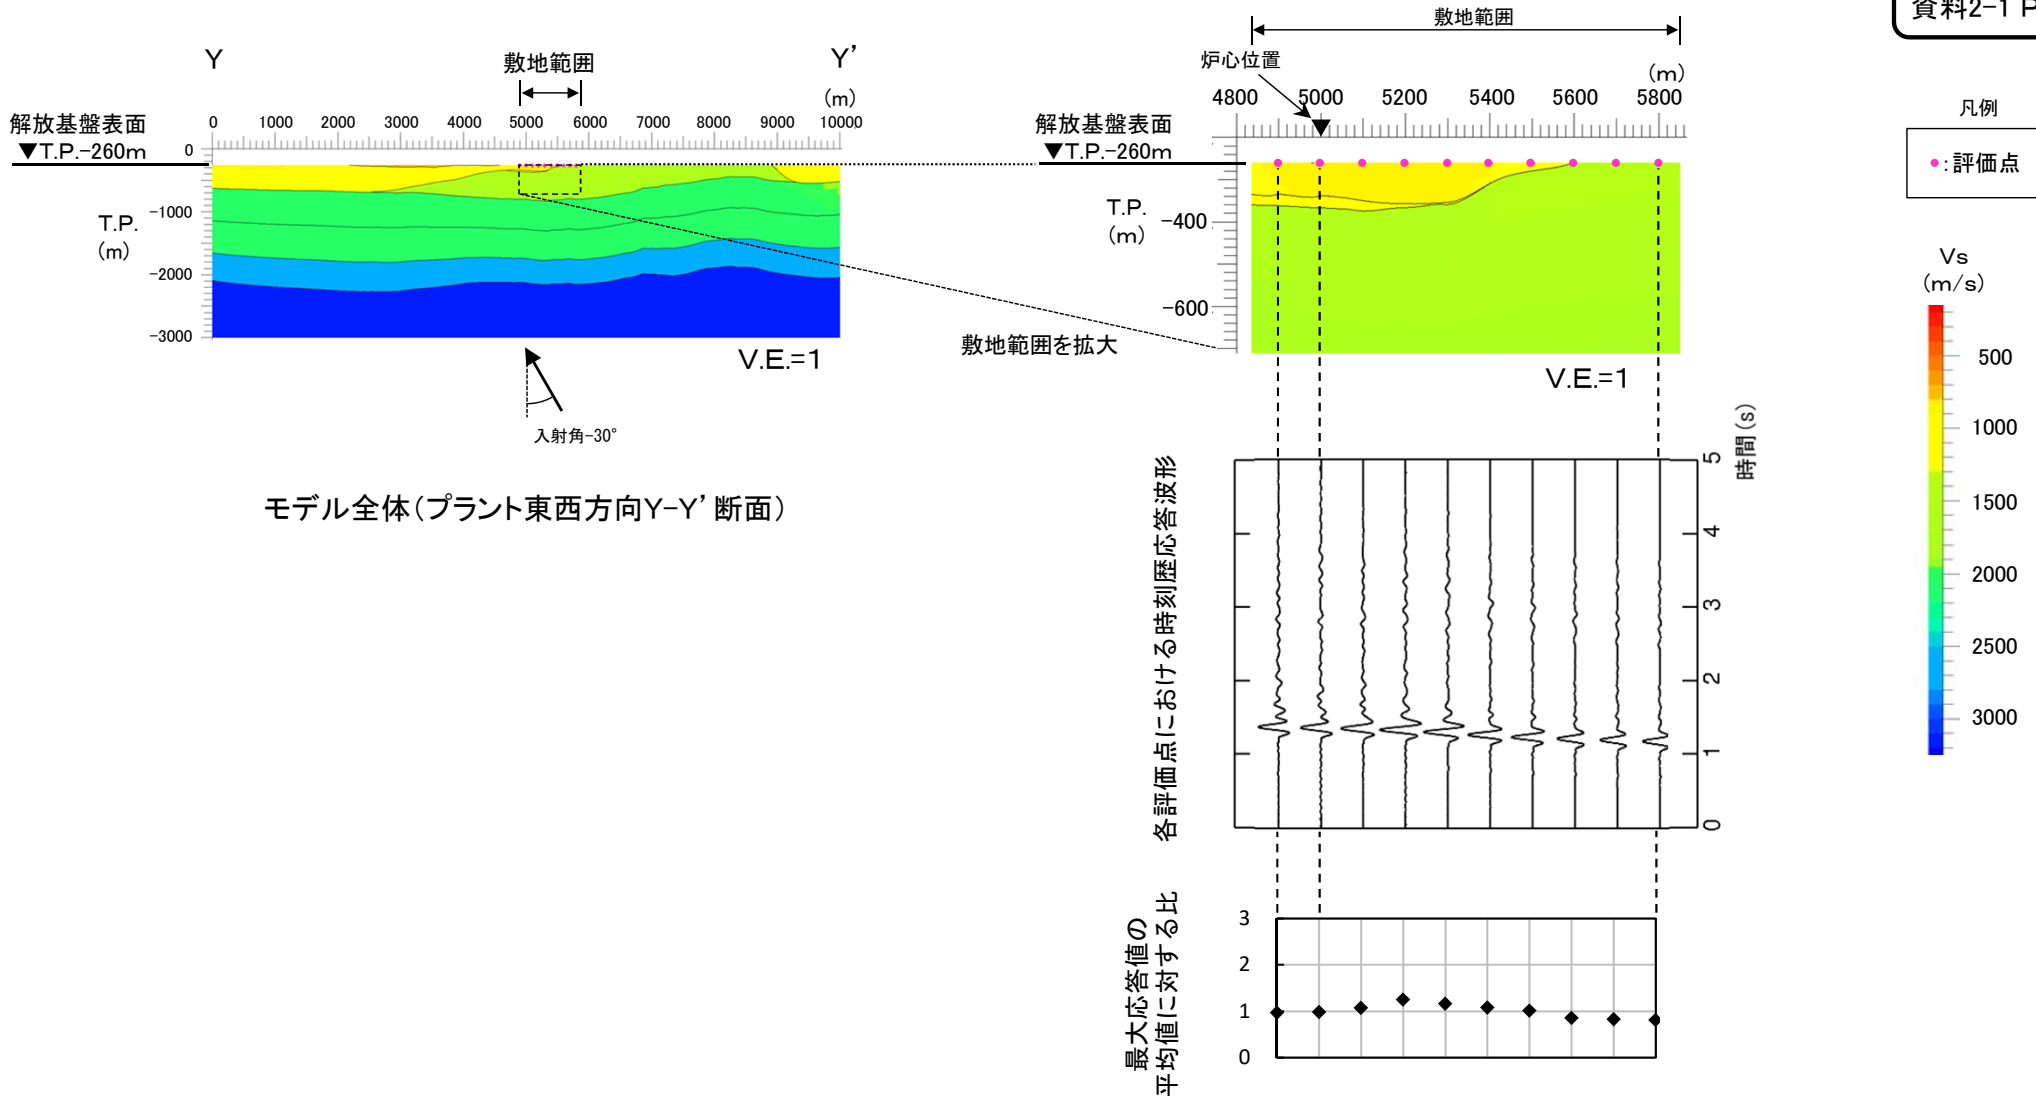 資料2-1 P
Y
Y’
敷地範囲
(m)
0 1000 2000 3000 4000 5000 6000 7000 8000 9000 10000
解放基盤表面
▼T.P.-260m
0
-1000
-2000
-3000
T.P.
(m)
V.E.=1
入射角-30°
モデル全体(プラント東西方向Y-Y’断面)
敷地範囲
炉心位置
(m)
4800 5000 5200 5400 5600 5800
解放基盤表面
▼T.P.-260m
T.P.
(m)
-400
-600
敷地範囲を拡大
V.E.=1
凡例
●:評価点
Vs
(m/s)
500
1000
1500
2000
2500
3000
各評価点における時刻歴応答波形
時間(s)
5
4
3
2
1
0
最大応答値の
平均値に対する比
3
2
1
0